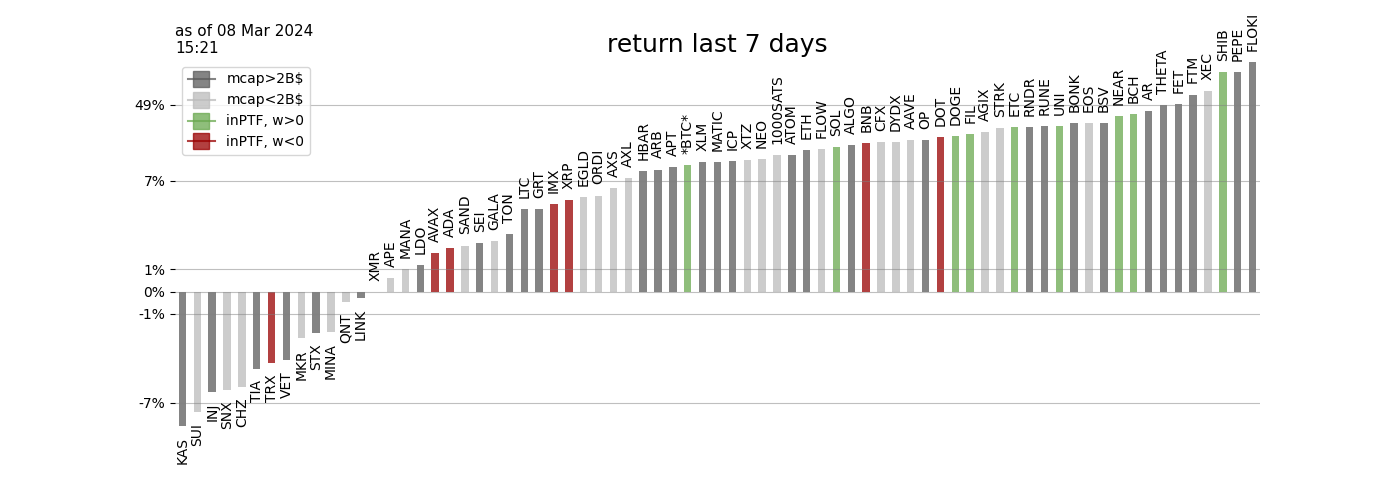 as of 08 Mar 2024
15:21
return last 7 days
mcap>2B$
mcap<2B$
inPTF, w>0
inPTF, w<0
49%
7%
1%
0%
-1%
-7%
KAS
SUI
INJ
SNX
CHZ
TIA
TRX
VET
MKR
STX
MINA
QNT
LINK
XMR
APE
MANA
LDO
AVAX
ADA
SAND
SEI
GALA
TON
LTC
GRT
IMX
XRP
EGLD
ORDI
AXS
AXL
HBAR
ARB
APT
*BTC*
XLM
MATIC
ICP
XTZ
NEO
1000SATS
ATOM
ETH
FLOW
SOL
ALGO
BNB
CFX
DYDX
AAVE
OP
DOT
DOGE
FIL
AGIX
STRK
ETC
RNDR
RUNE
UNI
BONK
EOS
BSV
NEAR
BCH
AR
THETA
FET
FTM
XEC
SHIB
PEPE
FLOKI